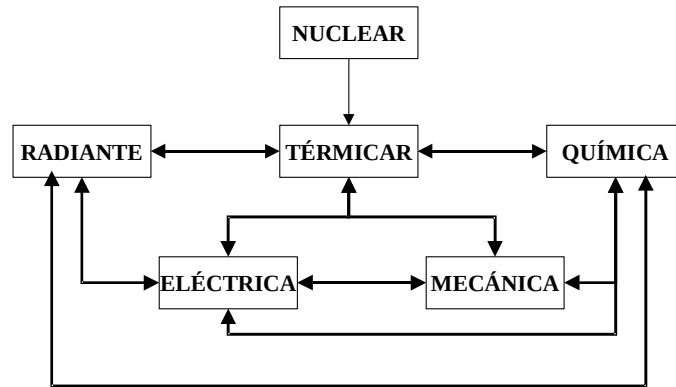 NUCLEAR
RADIANTE
TÉRMICAR
QUÍMICA
ELÉCTRICA
MECÁNICA